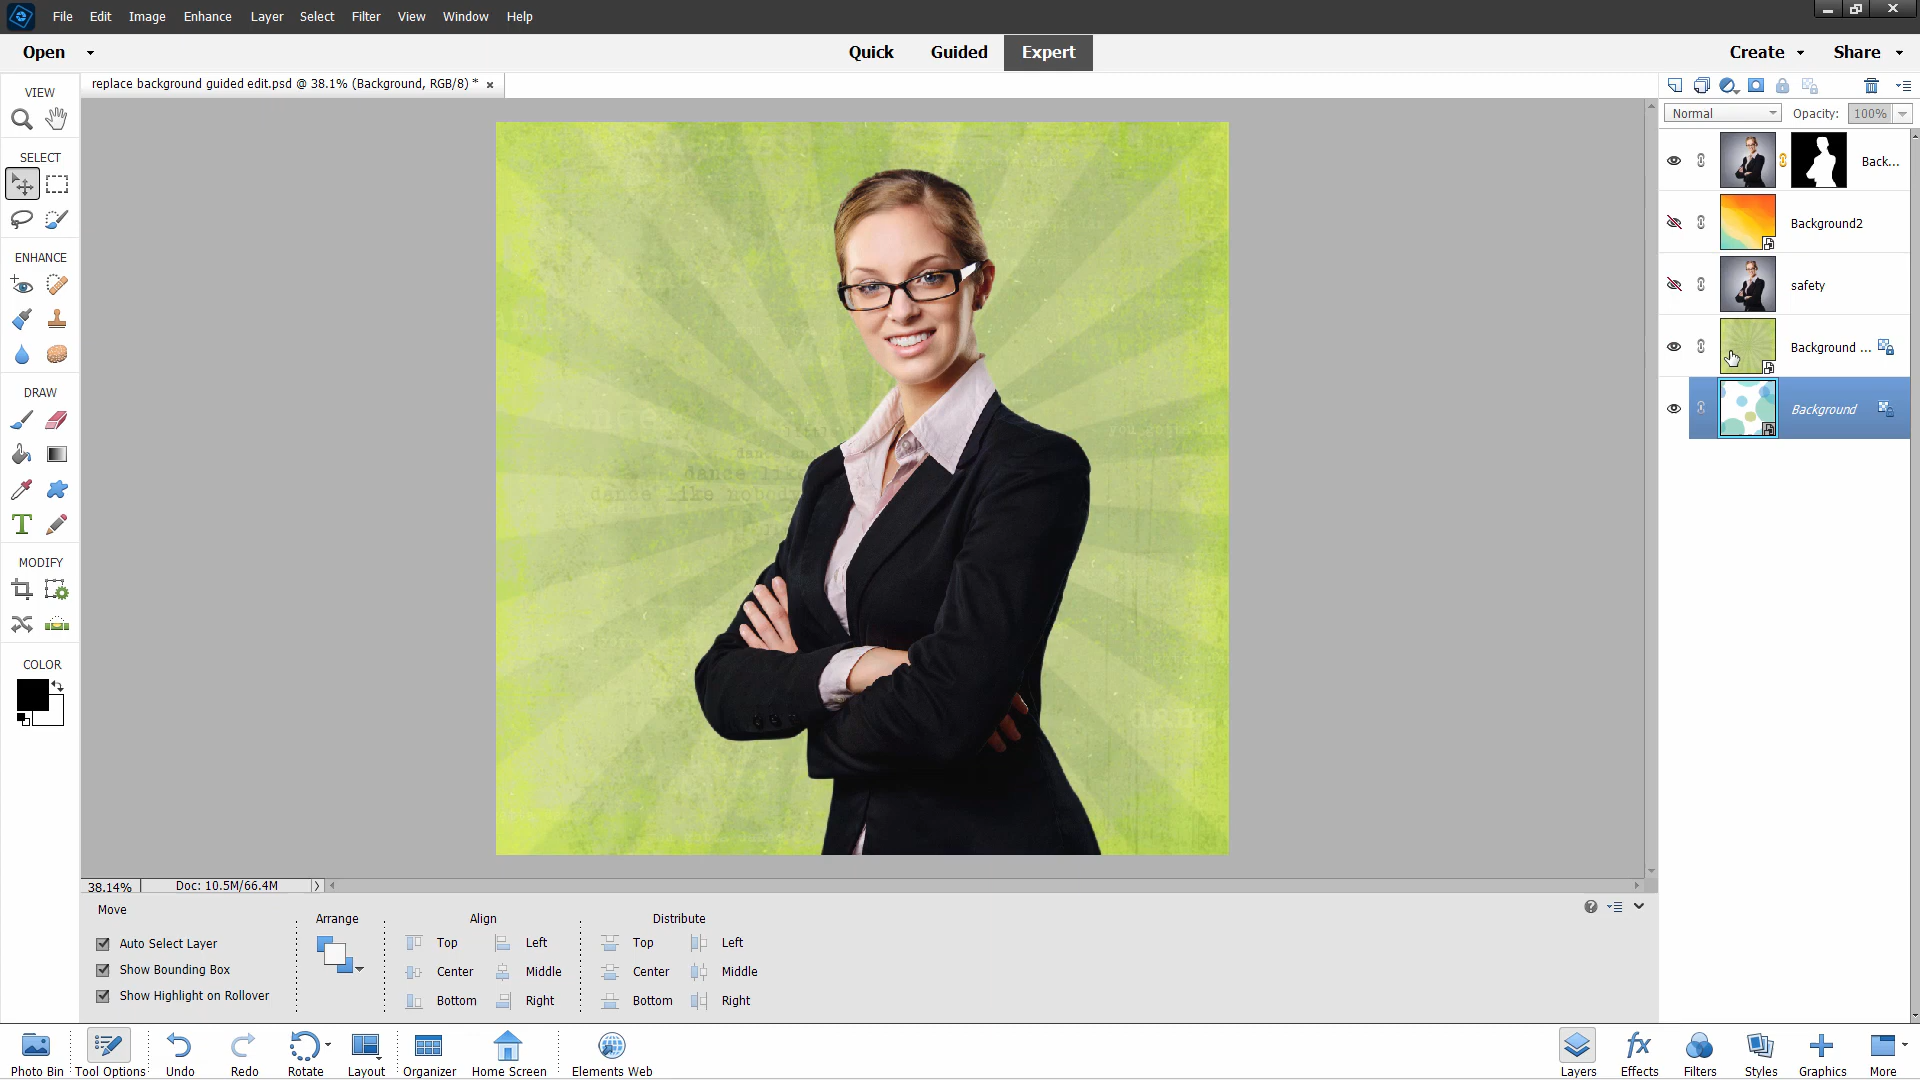 File Edit Image Enhance Layer Select Filter View Window Help
Open Quick Guided Expert Create Share
replace background guided edit.psd @ 38.1% (Background, RGB/8) *
VIEW
SELECT
ENHANCE
DRAW
MODIFY
COLOR
dance like
dance like nobody
Normal Opacity: 100%
Back...
Background2
safety
Background ...
Background
38.14% Doc: 10.5M/66.4M
Move
Auto Select Layer
Show Bounding Box
Show Highlight on Rollover
Arrange
Align
Top Left
Center Middle
Bottom Right
Distribute
Top Left
Center Middle
Bottom Right
Photo Bin Tool Options Undo Redo Rotate Layout Organizer Home Screen Elements Web Layers Effects Filters Styles Graphics More